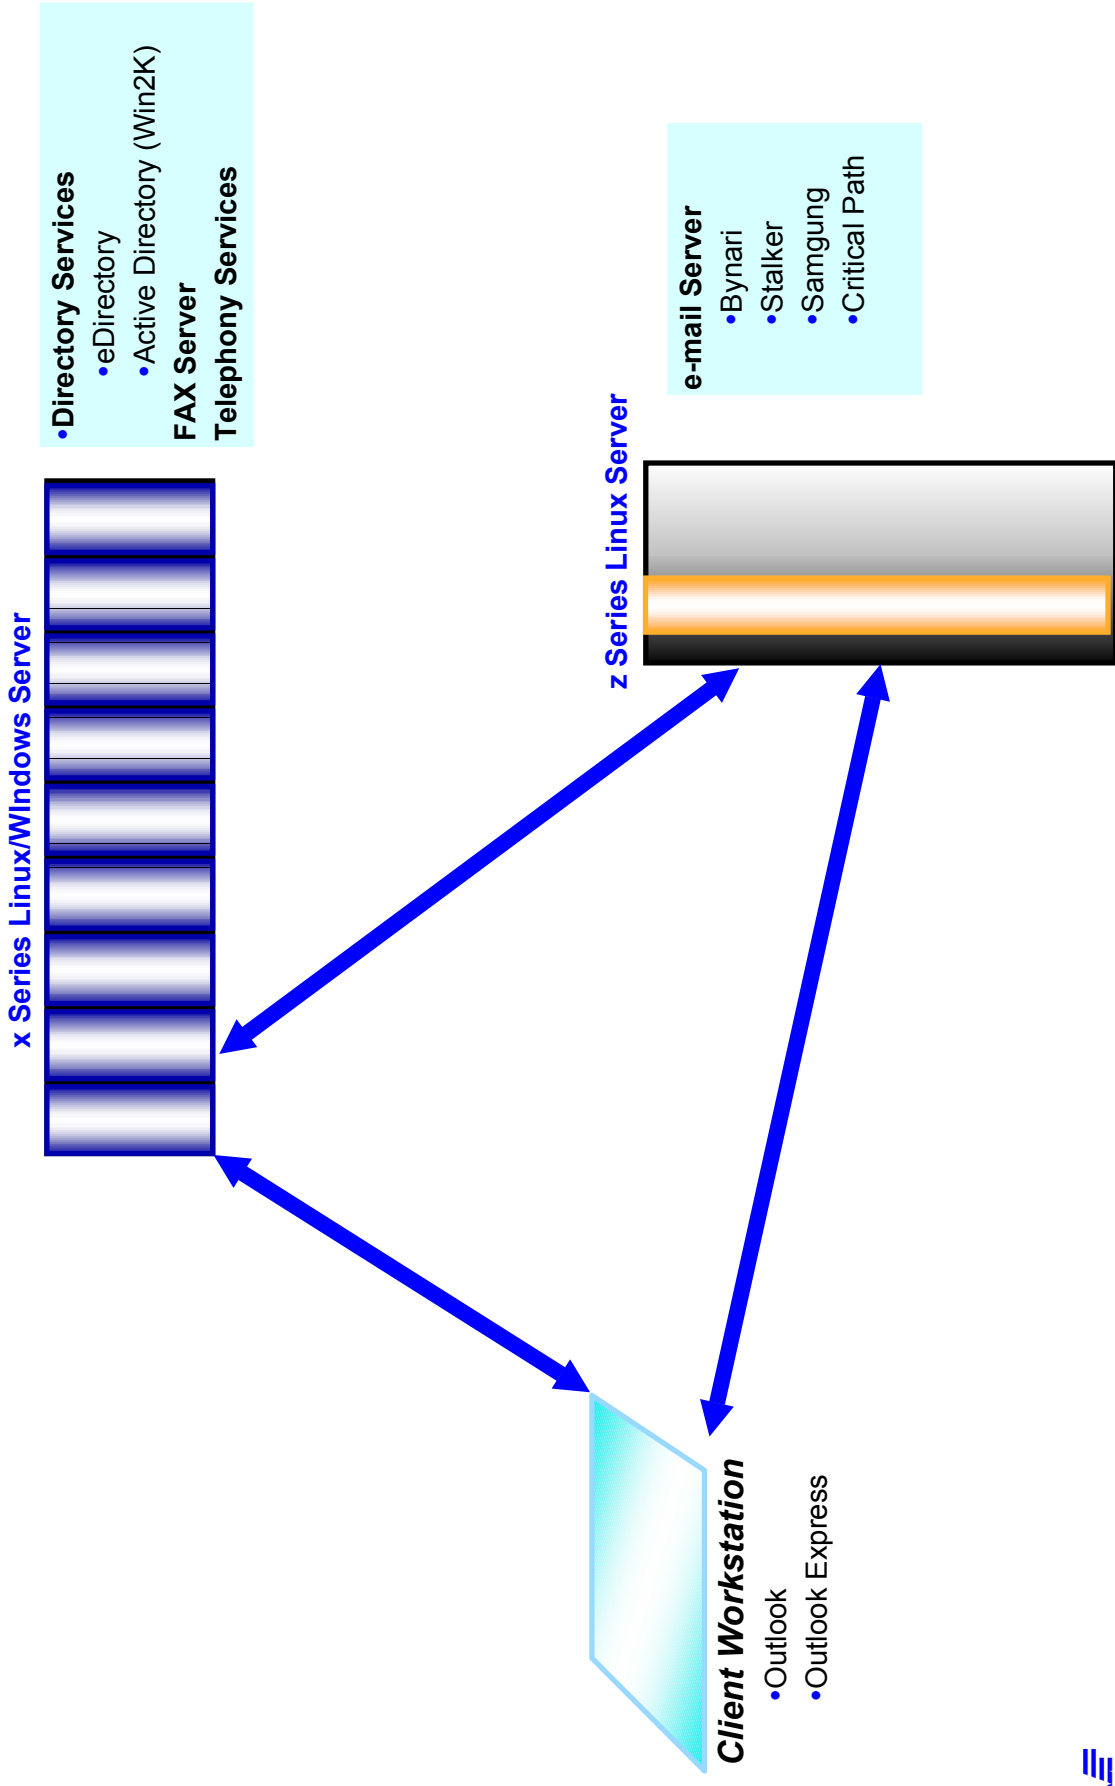 x Series Linux/WIndows Server
•Directory Services
•eDirectory
•Active Directory (Win2K)
FAX Server
Telephony Services
z Series Linux Server
e-mail Server
•Bynari
•Stalker
•Samgung
•Critical Path
Client Workstation
•Outlook
•Outlook Express